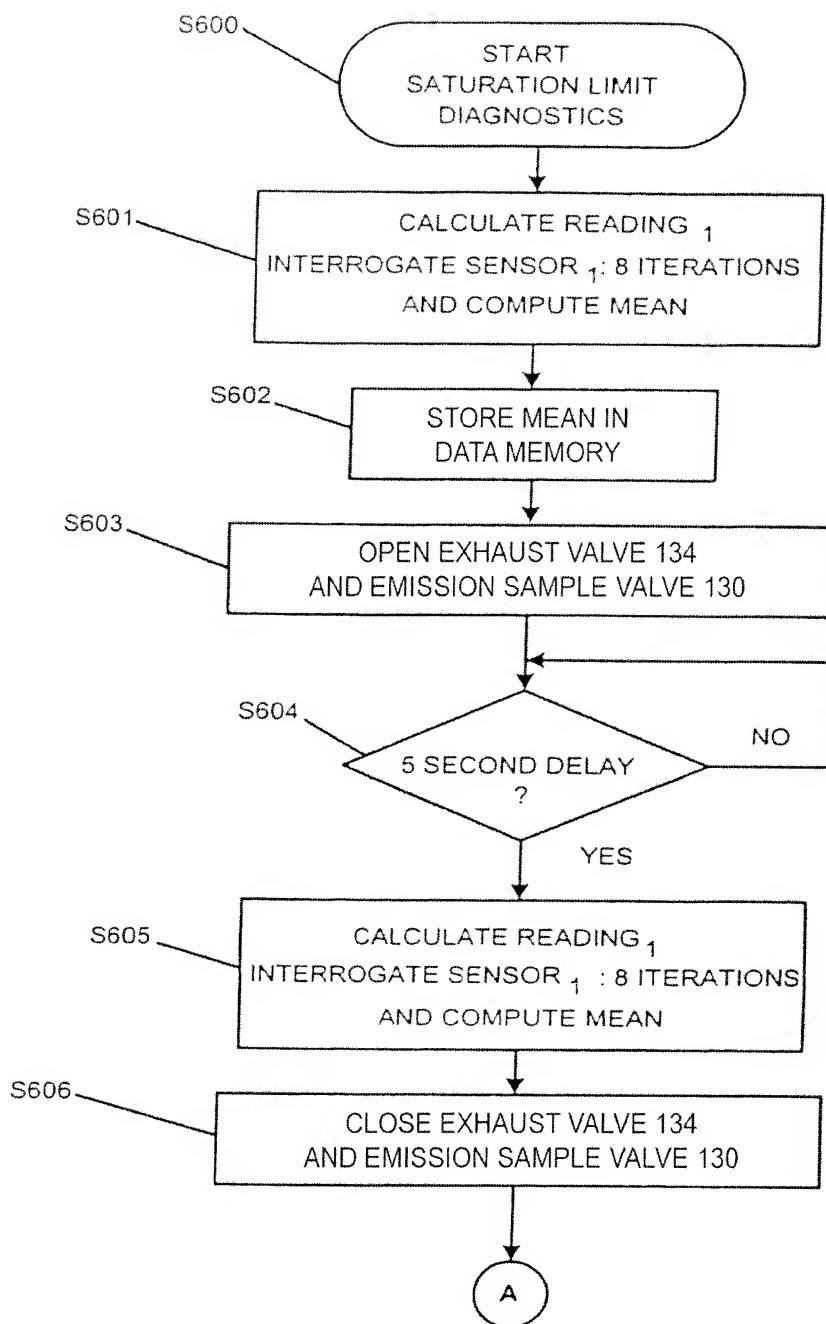 S600
START
SATURATION LIMIT
DIAGNOSTICS
S601
CALCULATE READING 1
INTERROGATE SENSOR 1: 8 ITERATIONS
AND COMPUTE MEAN
S602
STORE MEAN IN
DATA MEMORY
S603
OPEN EXHAUST VALVE 134
AND EMISSION SAMPLE VALVE 130
S604
5 SECOND DELAY
?
NO
YES
S605
CALCULATE READING 1
INTERROGATE SENSOR 1 : 8 ITERATIONS
AND COMPUTE MEAN
S606
CLOSE EXHAUST VALVE 134
AND EMISSION SAMPLE VALVE 130
A